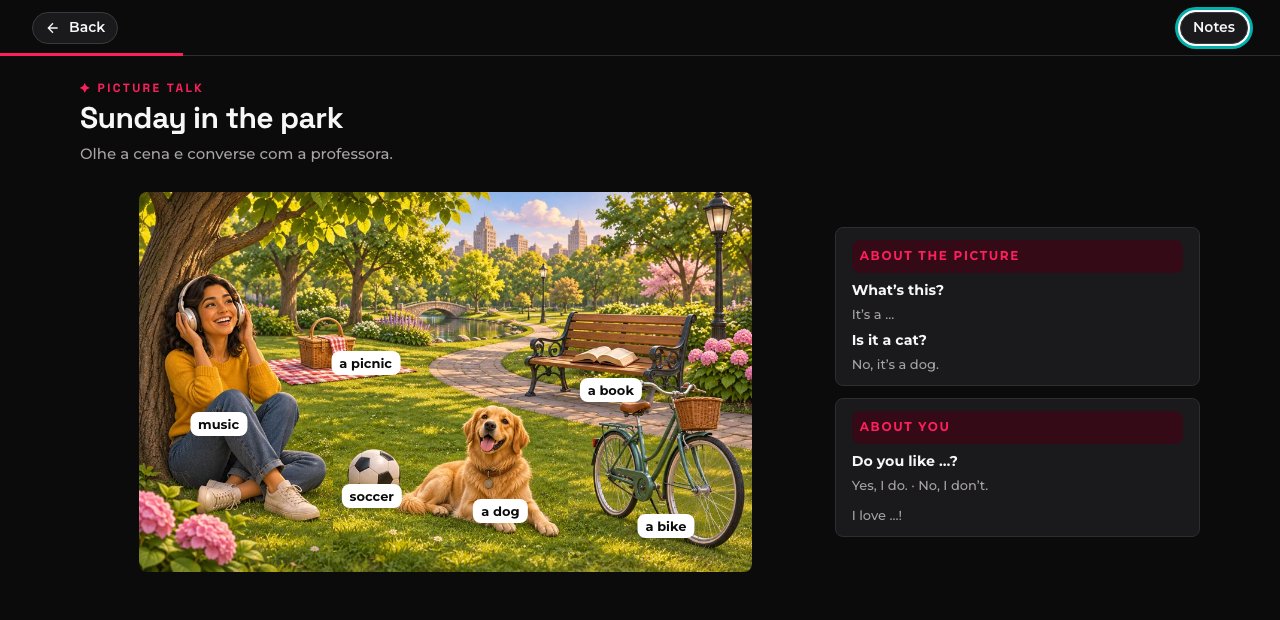 Back
Notes
PICTURE TALK
Sunday in the park
Olhe a cena e converse com a professora.
a picnic
a book
music
soccer
a dog
a bike
ABOUT THE PICTURE
What’s this?
It’s a ...
Is it a cat?
No, it’s a dog.
ABOUT YOU
Do you like ...?
Yes, I do. · No, I don’t.
I love ...!